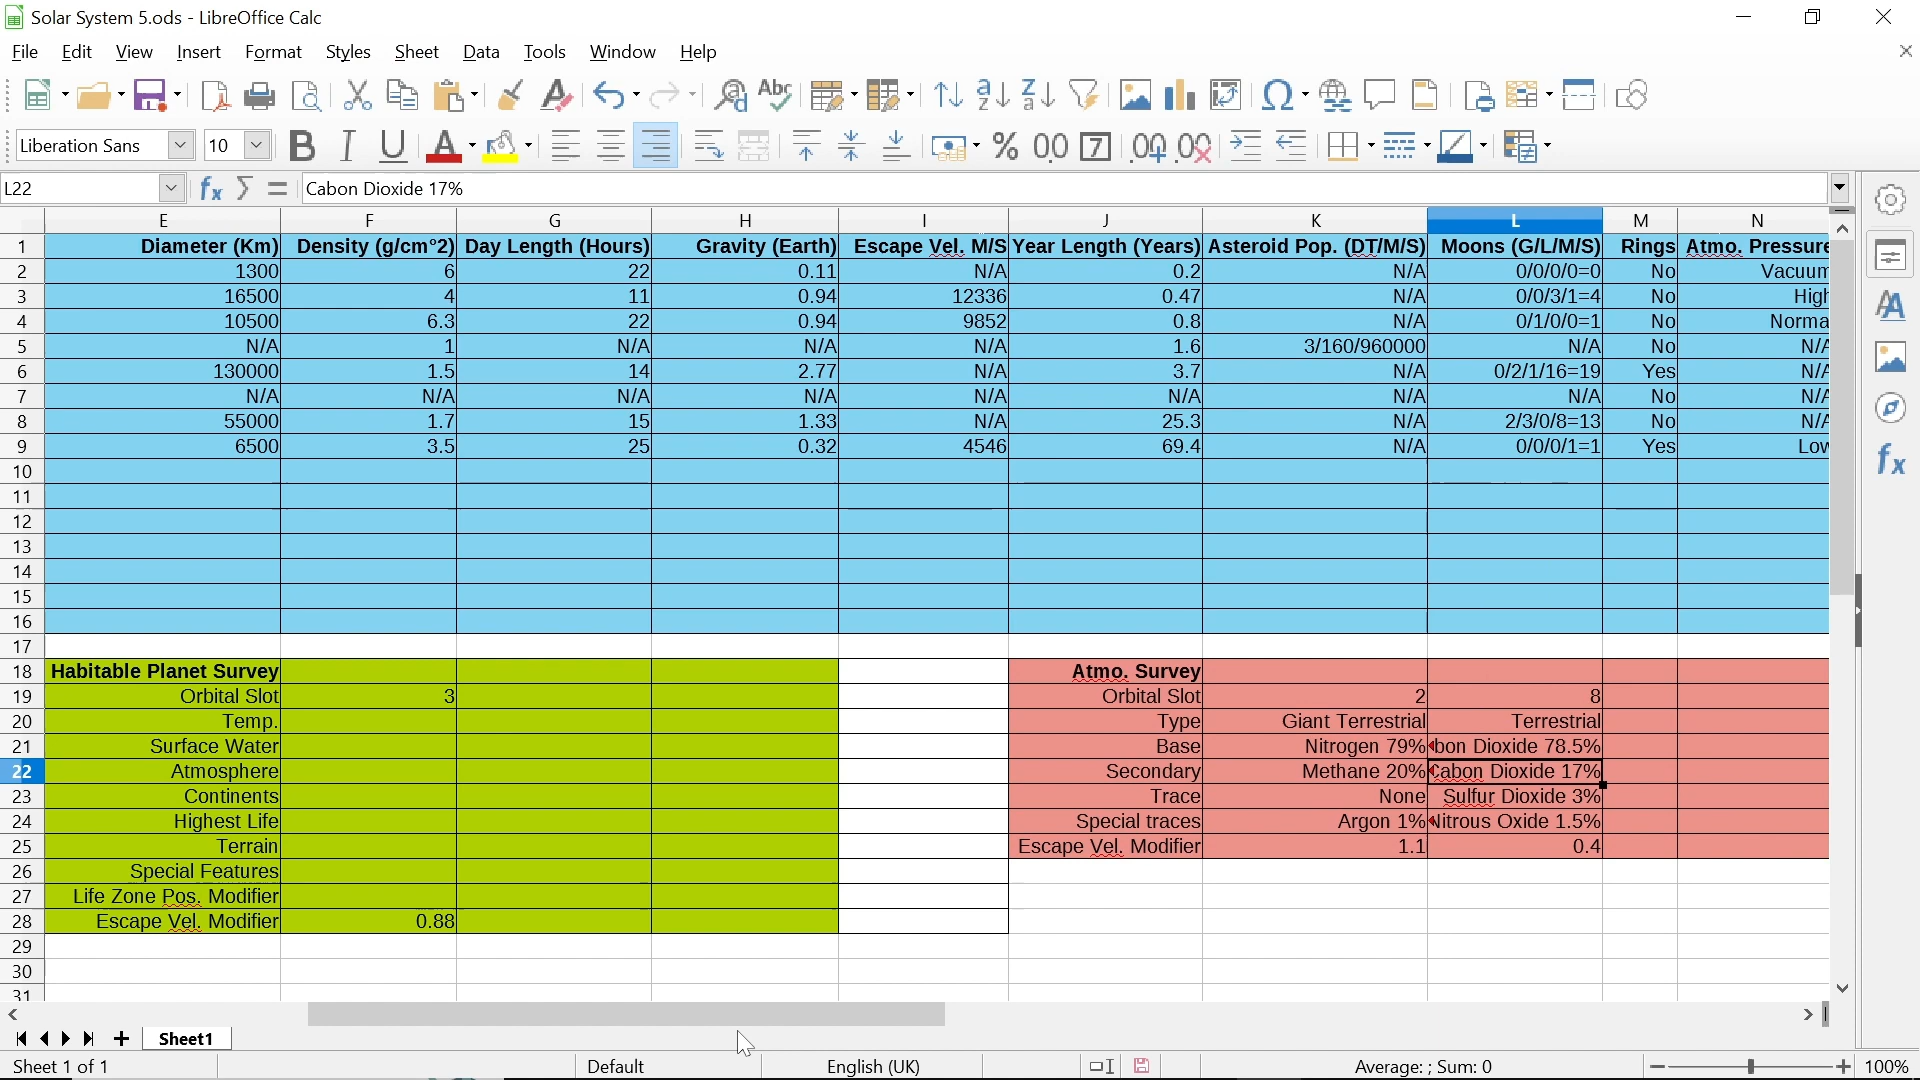 Solar System 5.ods - LibreOffice Calc
File Edit View Insert Format Styles Sheet Data Tools Window Help
Liberation Sans 10
L22 Cabon Dioxide 17%
E F G H I J K L M N
1 Diameter (Km) Density (g/cm°2) Day Length (Hours) Gravity (Earth) Escape Vel. M/S Year Length (Years) Asteroid Pop. (DT/M/S) Moons (G/L/M/S) Rings Atmo. Pressure
2 1300 6 22 0.11 N/A 0.2 N/A 0/0/0/0=0 No Vacuum
3 16500 4 11 0.94 12336 0.47 N/A 0/0/3/1=4 No High
4 10500 6.3 22 0.94 9852 0.8 N/A 0/1/0/0=1 No Norma
5 N/A 1 N/A N/A N/A 1.6 3/160/960000 N/A No N/A
6 130000 1.5 14 2.77 N/A 3.7 N/A 0/2/1/16=19 Yes N/A
7 N/A N/A N/A N/A N/A N/A N/A N/A No N/A
8 55000 1.7 15 1.33 N/A 25.3 N/A 2/3/0/8=13 No N/A
9 6500 3.5 25 0.32 4546 69.4 N/A 0/0/0/1=1 Yes Low
10
11
12
13
14
15
16
17
18 Habitable Planet Survey Atmo. Survey
19 Orbital Slot 3 Orbital Slot 2 8
20 Temp. Type Giant Terrestrial Terrestrial
21 Surface Water Base Nitrogen 79% bon Dioxide 78.5%
22 Atmosphere Secondary Methane 20% Cabon Dioxide 17%
23 Continents Trace None Sulfur Dioxide 3%
24 Highest Life Special traces Argon 1% Nitrous Oxide 1.5%
25 Terrain Escape Vel. Modifier 1.1 0.4
26 Special Features
27 Life Zone Pos. Modifier
28 Escape Vel. Modifier 0.88
29
30
31
Sheet1
Sheet 1 of 1 Default English (UK) Average: ; Sum: 0 100%